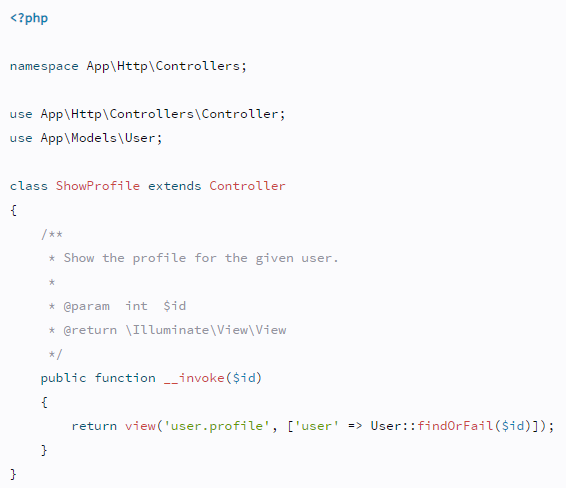 <?php
namespace App\Http\Controllers;
use App\Http\Controllers\Controller;
use App\Models\User;
class ShowProfile extends Controller
{
/**
* Show the profile for the given user.
*
* @param  int  $id
* @return \Illuminate\View\View
*/
public function __invoke($id)
{
return view('user.profile', ['user' => User::findOrFail($id)]);
}
}